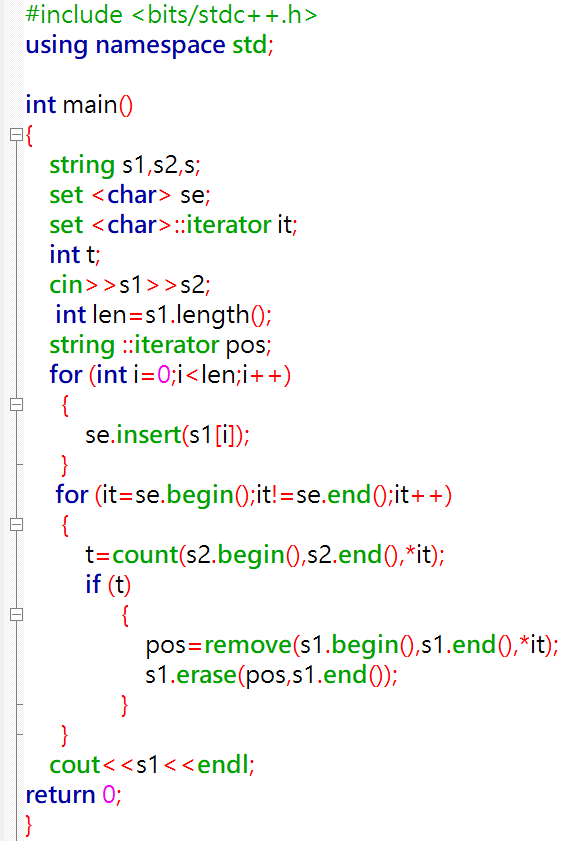 #include <bits/stdc++.h>
using namespace std;

int main()
{
    string s1,s2,s;
    set <char> se;
    set <char>::iterator it;
    int t;
    cin>>s1>>s2;
     int len=s1.length();
    string ::iterator pos;
    for (int i=0;i<len;i++)
     {
        se.insert(s1[i]);
     }
     for (it=se.begin();it!=se.end();it++)
     {
        t=count(s2.begin(),s2.end(),*it);
        if (t)
            {
              pos=remove(s1.begin(),s1.end(),*it);
              s1.erase(pos,s1.end());
            }
     }
    cout<<s1<<endl;
return 0;
}